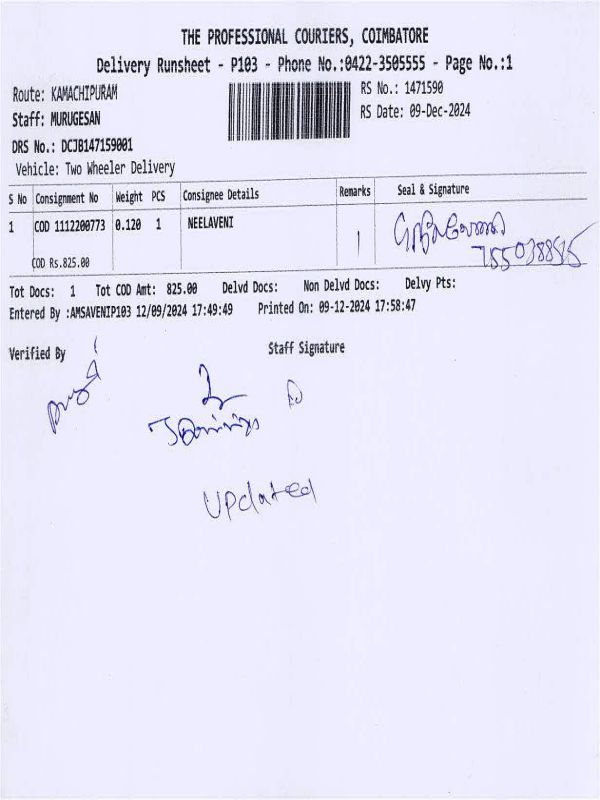 THE PROFESSIONAL COURIERS, COIMBATORE
Delivery Runsheet - P103 - Phone No.:0422-3505555 - Page No.:1
Route: KAMACHIPURAM
RS No.: 1471590
Staff: MURUGESAN
RS Date: 09-Dec-2024
DRS No.: DCJB147159001
Vehicle: Two Wheeler Delivery
S No Consignment No Weight PCS Consignee Details Remarks Seal & Signature
1 COD 1112200773 0.120 1 NEELAVENI
COD Rs.825.00
Tot Docs: 1 Tot COD Amt: 825.00 Delvd Docs: Non Delvd Docs: Delvy Pts:
Entered By :AMSAVENIP103 12/09/2024 17:49:49 Printed On: 09-12-2024 17:58:47
Verified By Staff Signature
Updated